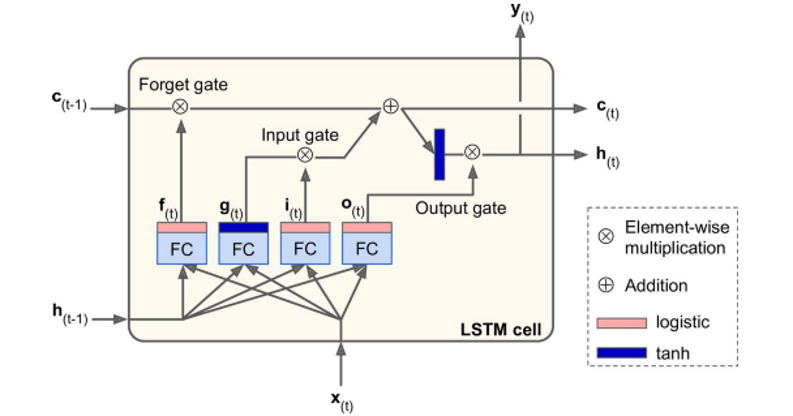 y(t)
Forget gate
c(t-1)
⊗
⊕
c(t)
Input gate
⊗
⊗
h(t)
f(t) g(t) i(t) o(t)
Output gate
FC FC FC FC
⊗ Element-wise
multiplication
⊕ Addition
h(t-1)
logistic
LSTM cell
tanh
x(t)